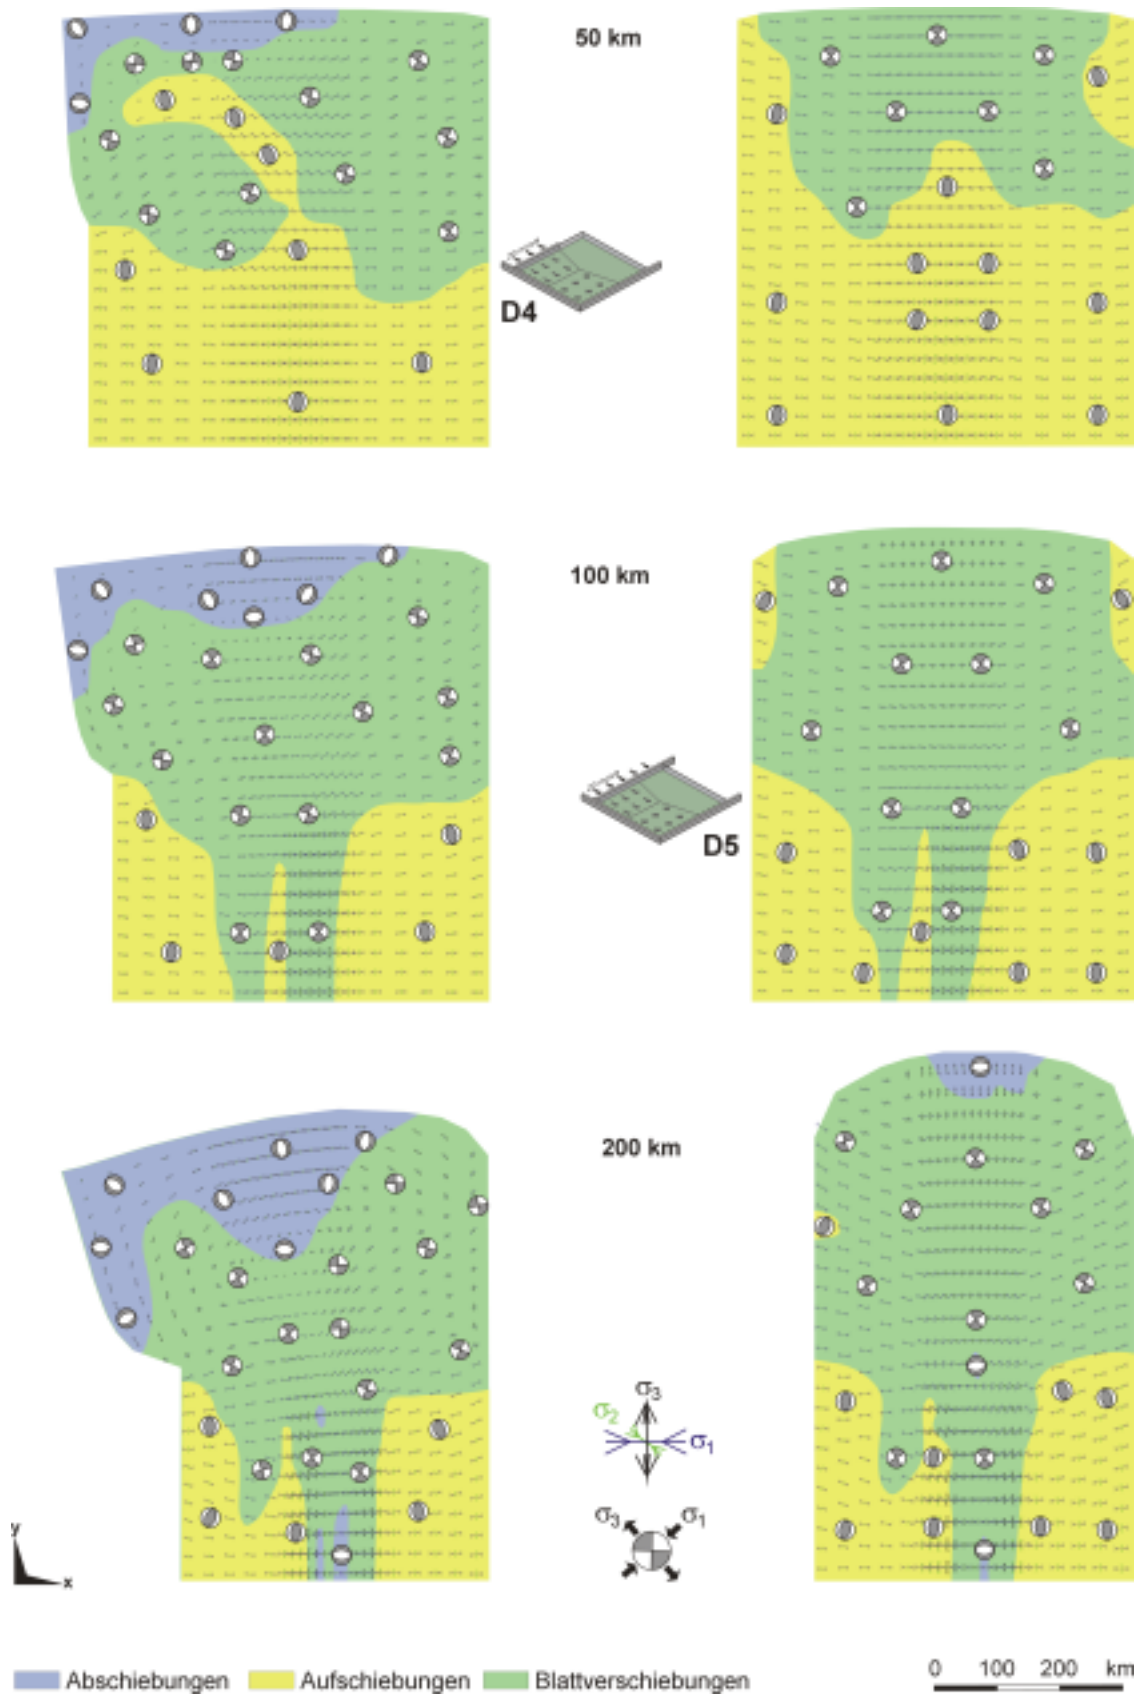 50 km
D4
100 km
D5
200 km
σ3
σ2
σ1
σ3 σ1
y
x
Abschiebungen Aufschiebungen Blattverschiebungen
0 100 200 km